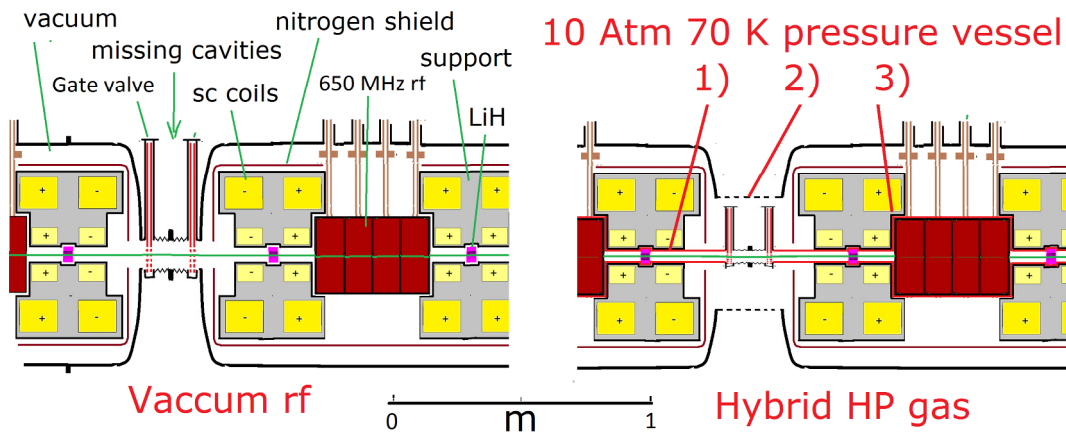 vacuum
nitrogen shield
missing cavities
support
Gate valve
sc coils
650 MHz rf
LiH
10 Atm 70 K pressure vessel
1) 2) 3)
- + - + + -
+ - + - + -
- + - + + -
+ - + - + -
+ - + - + -
- + - + + -
+ - + - + -
- + - + + -
Vaccum rf
0 m 1
Hybrid HP gas